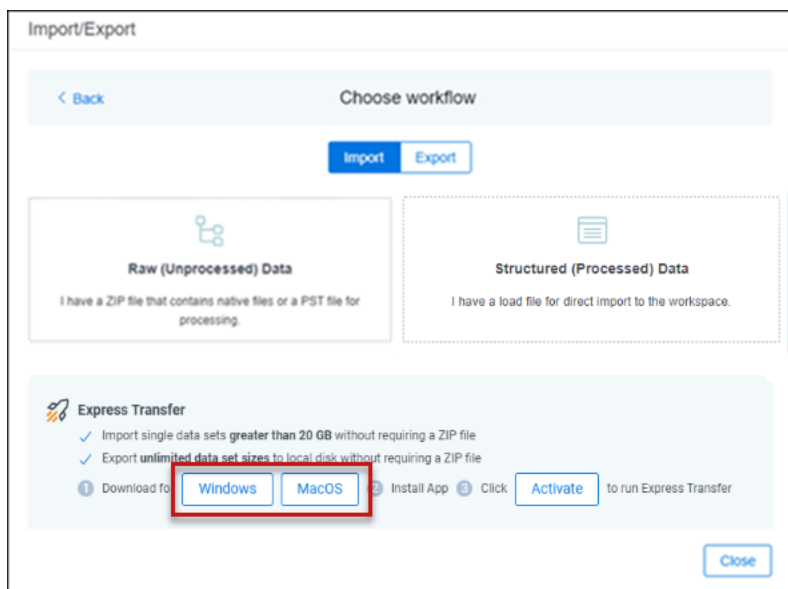 Import/Export
Back
Choose workflow
Import Export
Raw (Unprocessed) Data
I have a ZIP file that contains native files or a PST file for
processing.
Structured (Processed) Data
I have a load file for direct import to the workspace.
Express Transfer
Import single data sets greater than 20 GB without requiring a ZIP file
Export unlimited data set sizes to local disk without requiring a ZIP file
1 Download fo Windows MacOS 2 Install App 3 Click Activate to run Express Transfer
Close